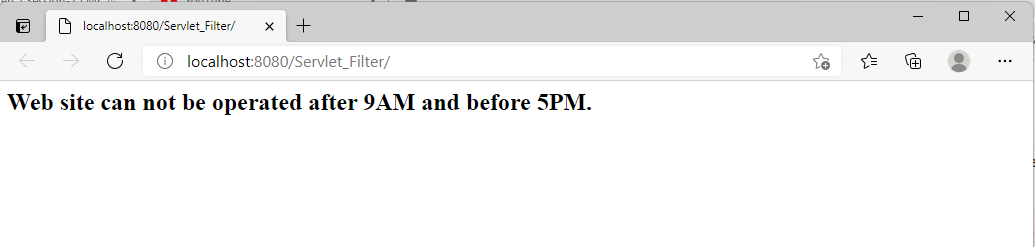 localhost:8080/Servlet_Filter/
localhost:8080/Servlet_Filter/
Web site can not be operated after 9AM and before 5PM.